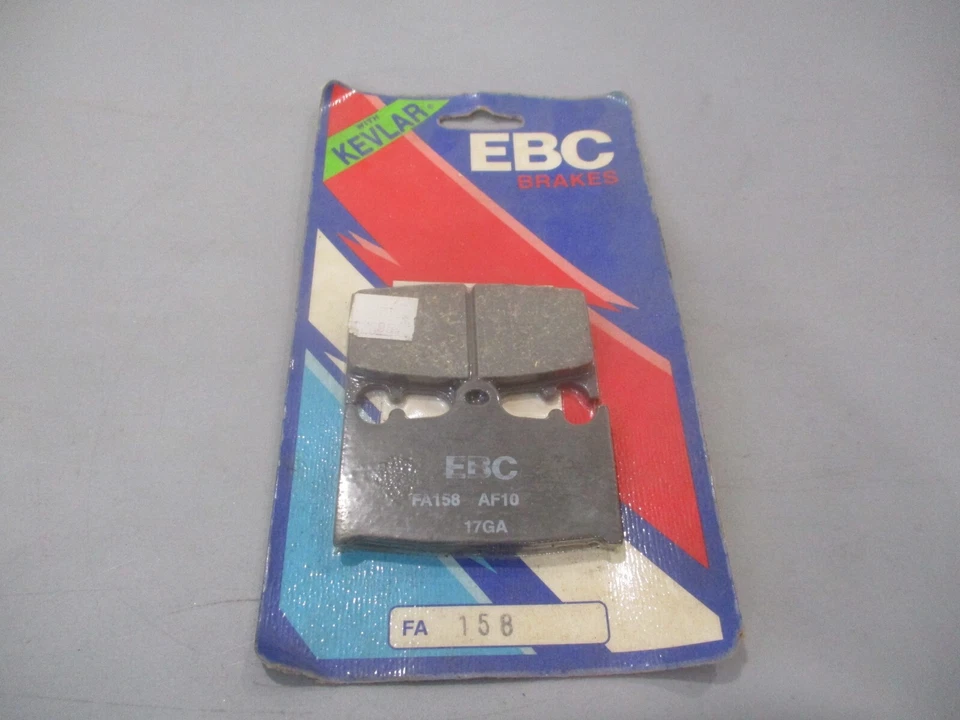 WITH
KEVLAR®
EBC
BRAKES
EBC
FA158 AF10
17GA
FA 158